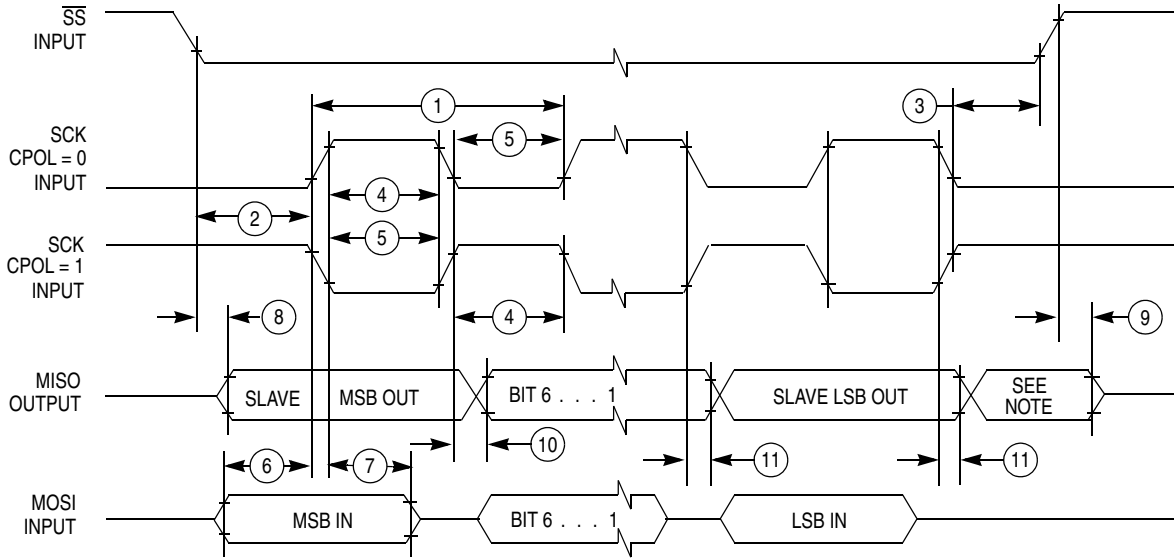 SS
INPUT
1
3
SCK
CPOL = 0
INPUT
5
4
2
5
SCK
CPOL = 1
INPUT
8
4
9
MISO
OUTPUT
SLAVE
MSB OUT
BIT 6 . . . 1
SLAVE LSB OUT
SEE
NOTE
10
11
11
6
7
MOSI
INPUT
MSB IN
BIT 6 . . . 1
LSB IN